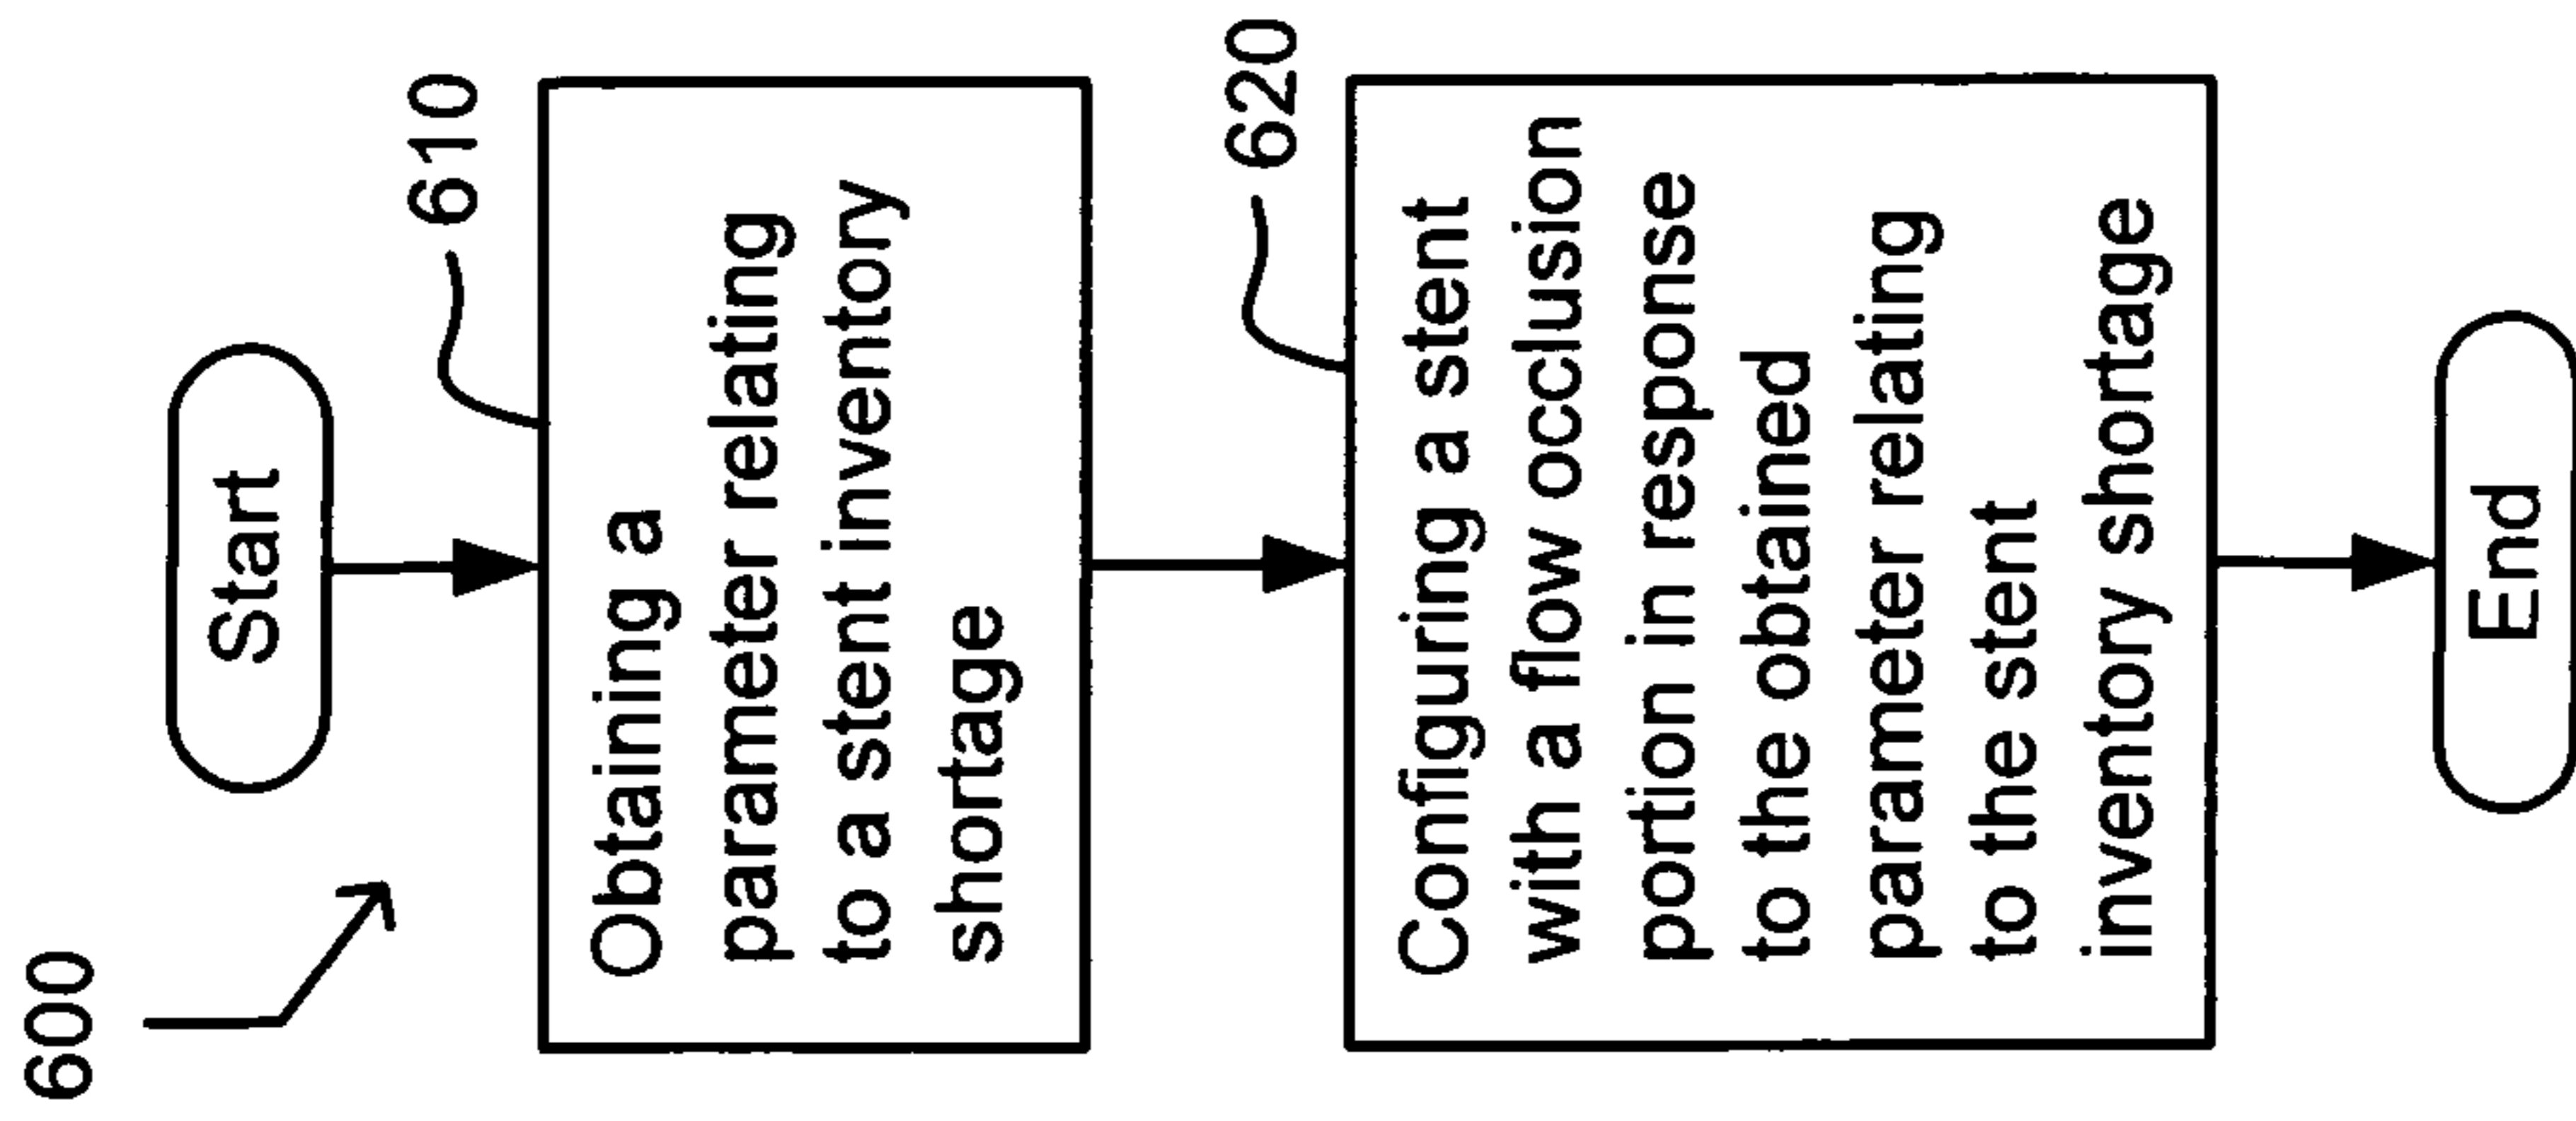 600
Start
610
Obtaining a
parameter relating
to a stent inventory
shortage
620
Configuring a stent
with a flow occlusion
portion in response
to the obtained
parameter relating
to the stent
inventory shortage
End